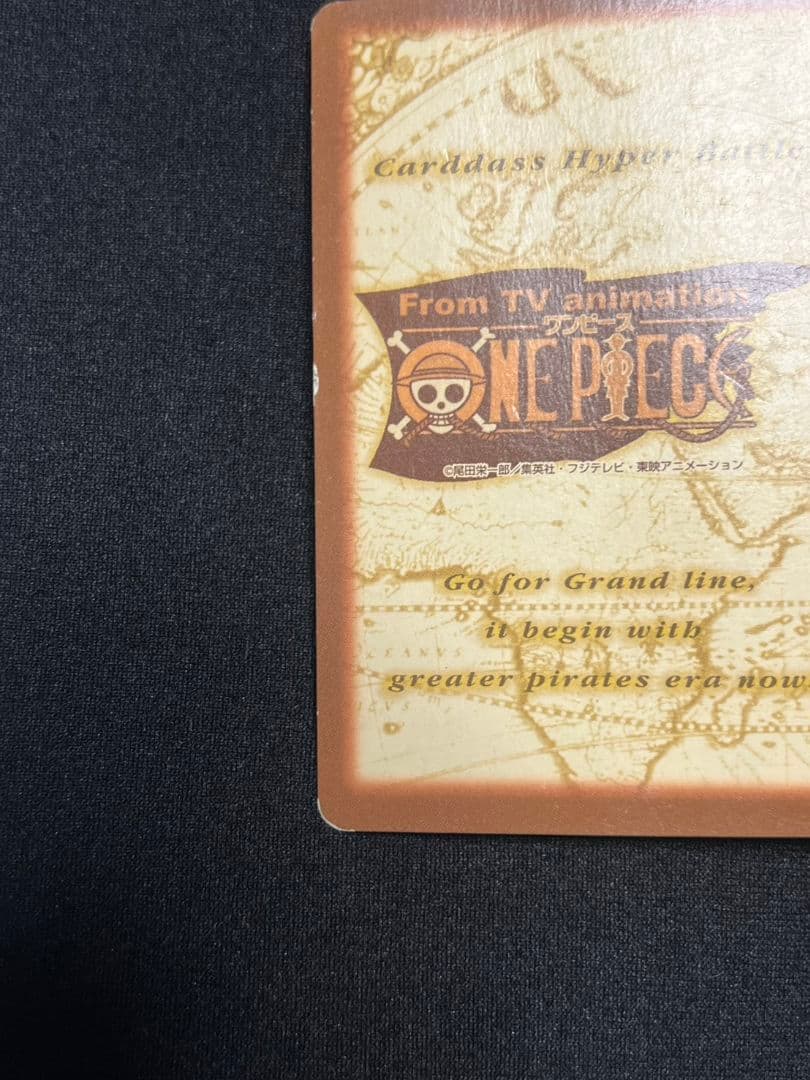 Carddass Hyper Battle
From TV animation
ワンピース
ONE PIECE
©尾田栄一郎／集英社・フジテレビ・東映アニメーション
Go for Grand line,
it begin with
greater pirates era now.